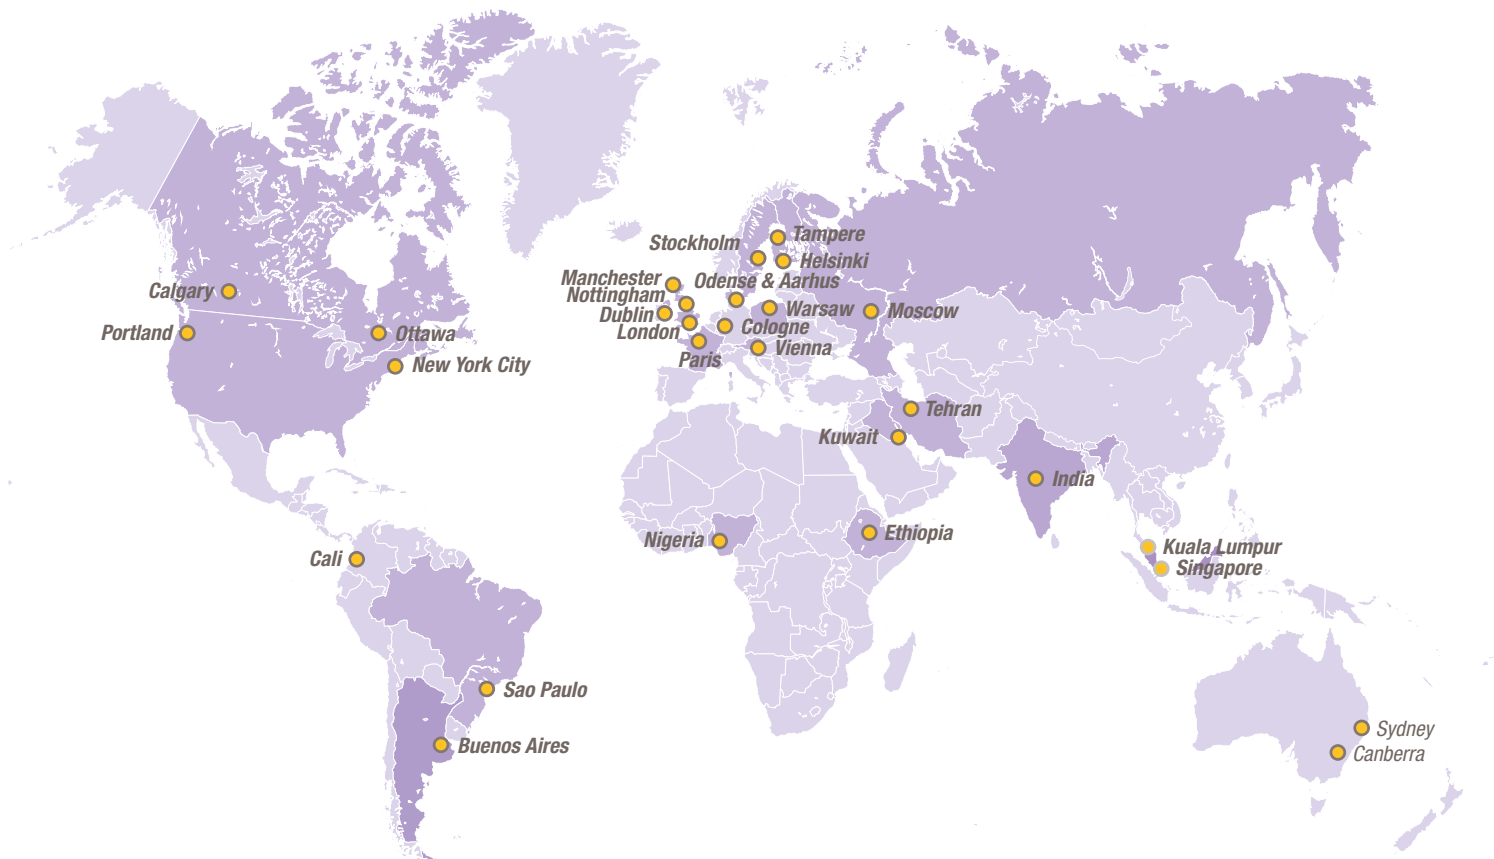 Tampere
Stockholm
Helsinki
Manchester
Odense & Aarhus
Nottingham
Calgary
Dublin
Warsaw
Moscow
London
Cologne
Portland
Ottawa
Vienna
Paris
New York City
Tehran
Kuwait
India
Nigeria
Ethiopia
Kuala Lumpur
Cali
Singapore
Sao Paulo
Sydney
Buenos Aires
Canberra